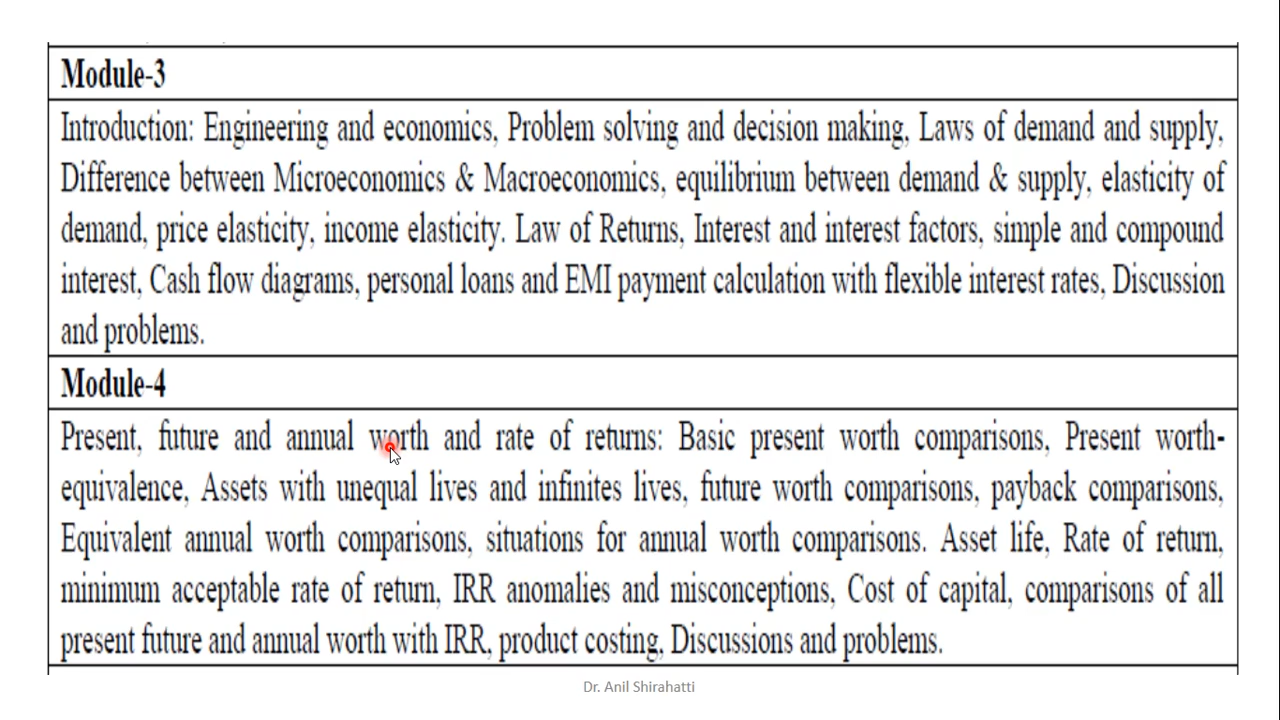 Module-3
Introduction: Engineering and economics, Problem solving and decision making, Laws of demand and supply,
Difference between Microeconomics & Macroeconomics, equilibrium between demand & supply, elasticity of
demand, price elasticity, income elasticity. Law of Returns, Interest and interest factors, simple and compound
interest, Cash flow diagrams, personal loans and EMI payment calculation with flexible interest rates, Discussion
and problems.
Module-4
Present, future and annual worth and rate of returns: Basic present worth comparisons, Present worth-
equivalence, Assets with unequal lives and infinites lives, future worth comparisons, payback comparisons,
Equivalent annual worth comparisons, situations for annual worth comparisons. Asset life, Rate of return,
minimum acceptable rate of return, IRR anomalies and misconceptions, Cost of capital, comparisons of all
present future and annual worth with IRR, product costing, Discussions and problems.
Dr. Anil Shirahatti